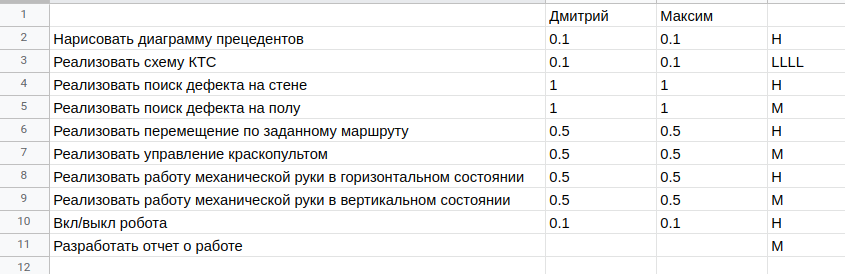 1 Дмитрий Максим
2 Нарисовать диаграмму прецедентов 0.1 0.1 H
3 Реализовать схему КТС 0.1 0.1 LLLL
4 Реализовать поиск дефекта на стене 1 1 H
5 Реализовать поиск дефекта на полу 1 1 M
6 Реализовать перемещение по заданному маршруту 0.5 0.5 H
7 Реализовать управление краскопультом 0.5 0.5 M
8 Реализовать работу механической руки в горизонтальном состоянии 0.5 0.5 H
9 Реализовать работу механической руки в вертикальном состоянии 0.5 0.5 M
10 Вкл/выкл робота 0.1 0.1 H
11 Разработать отчет о работе M
12